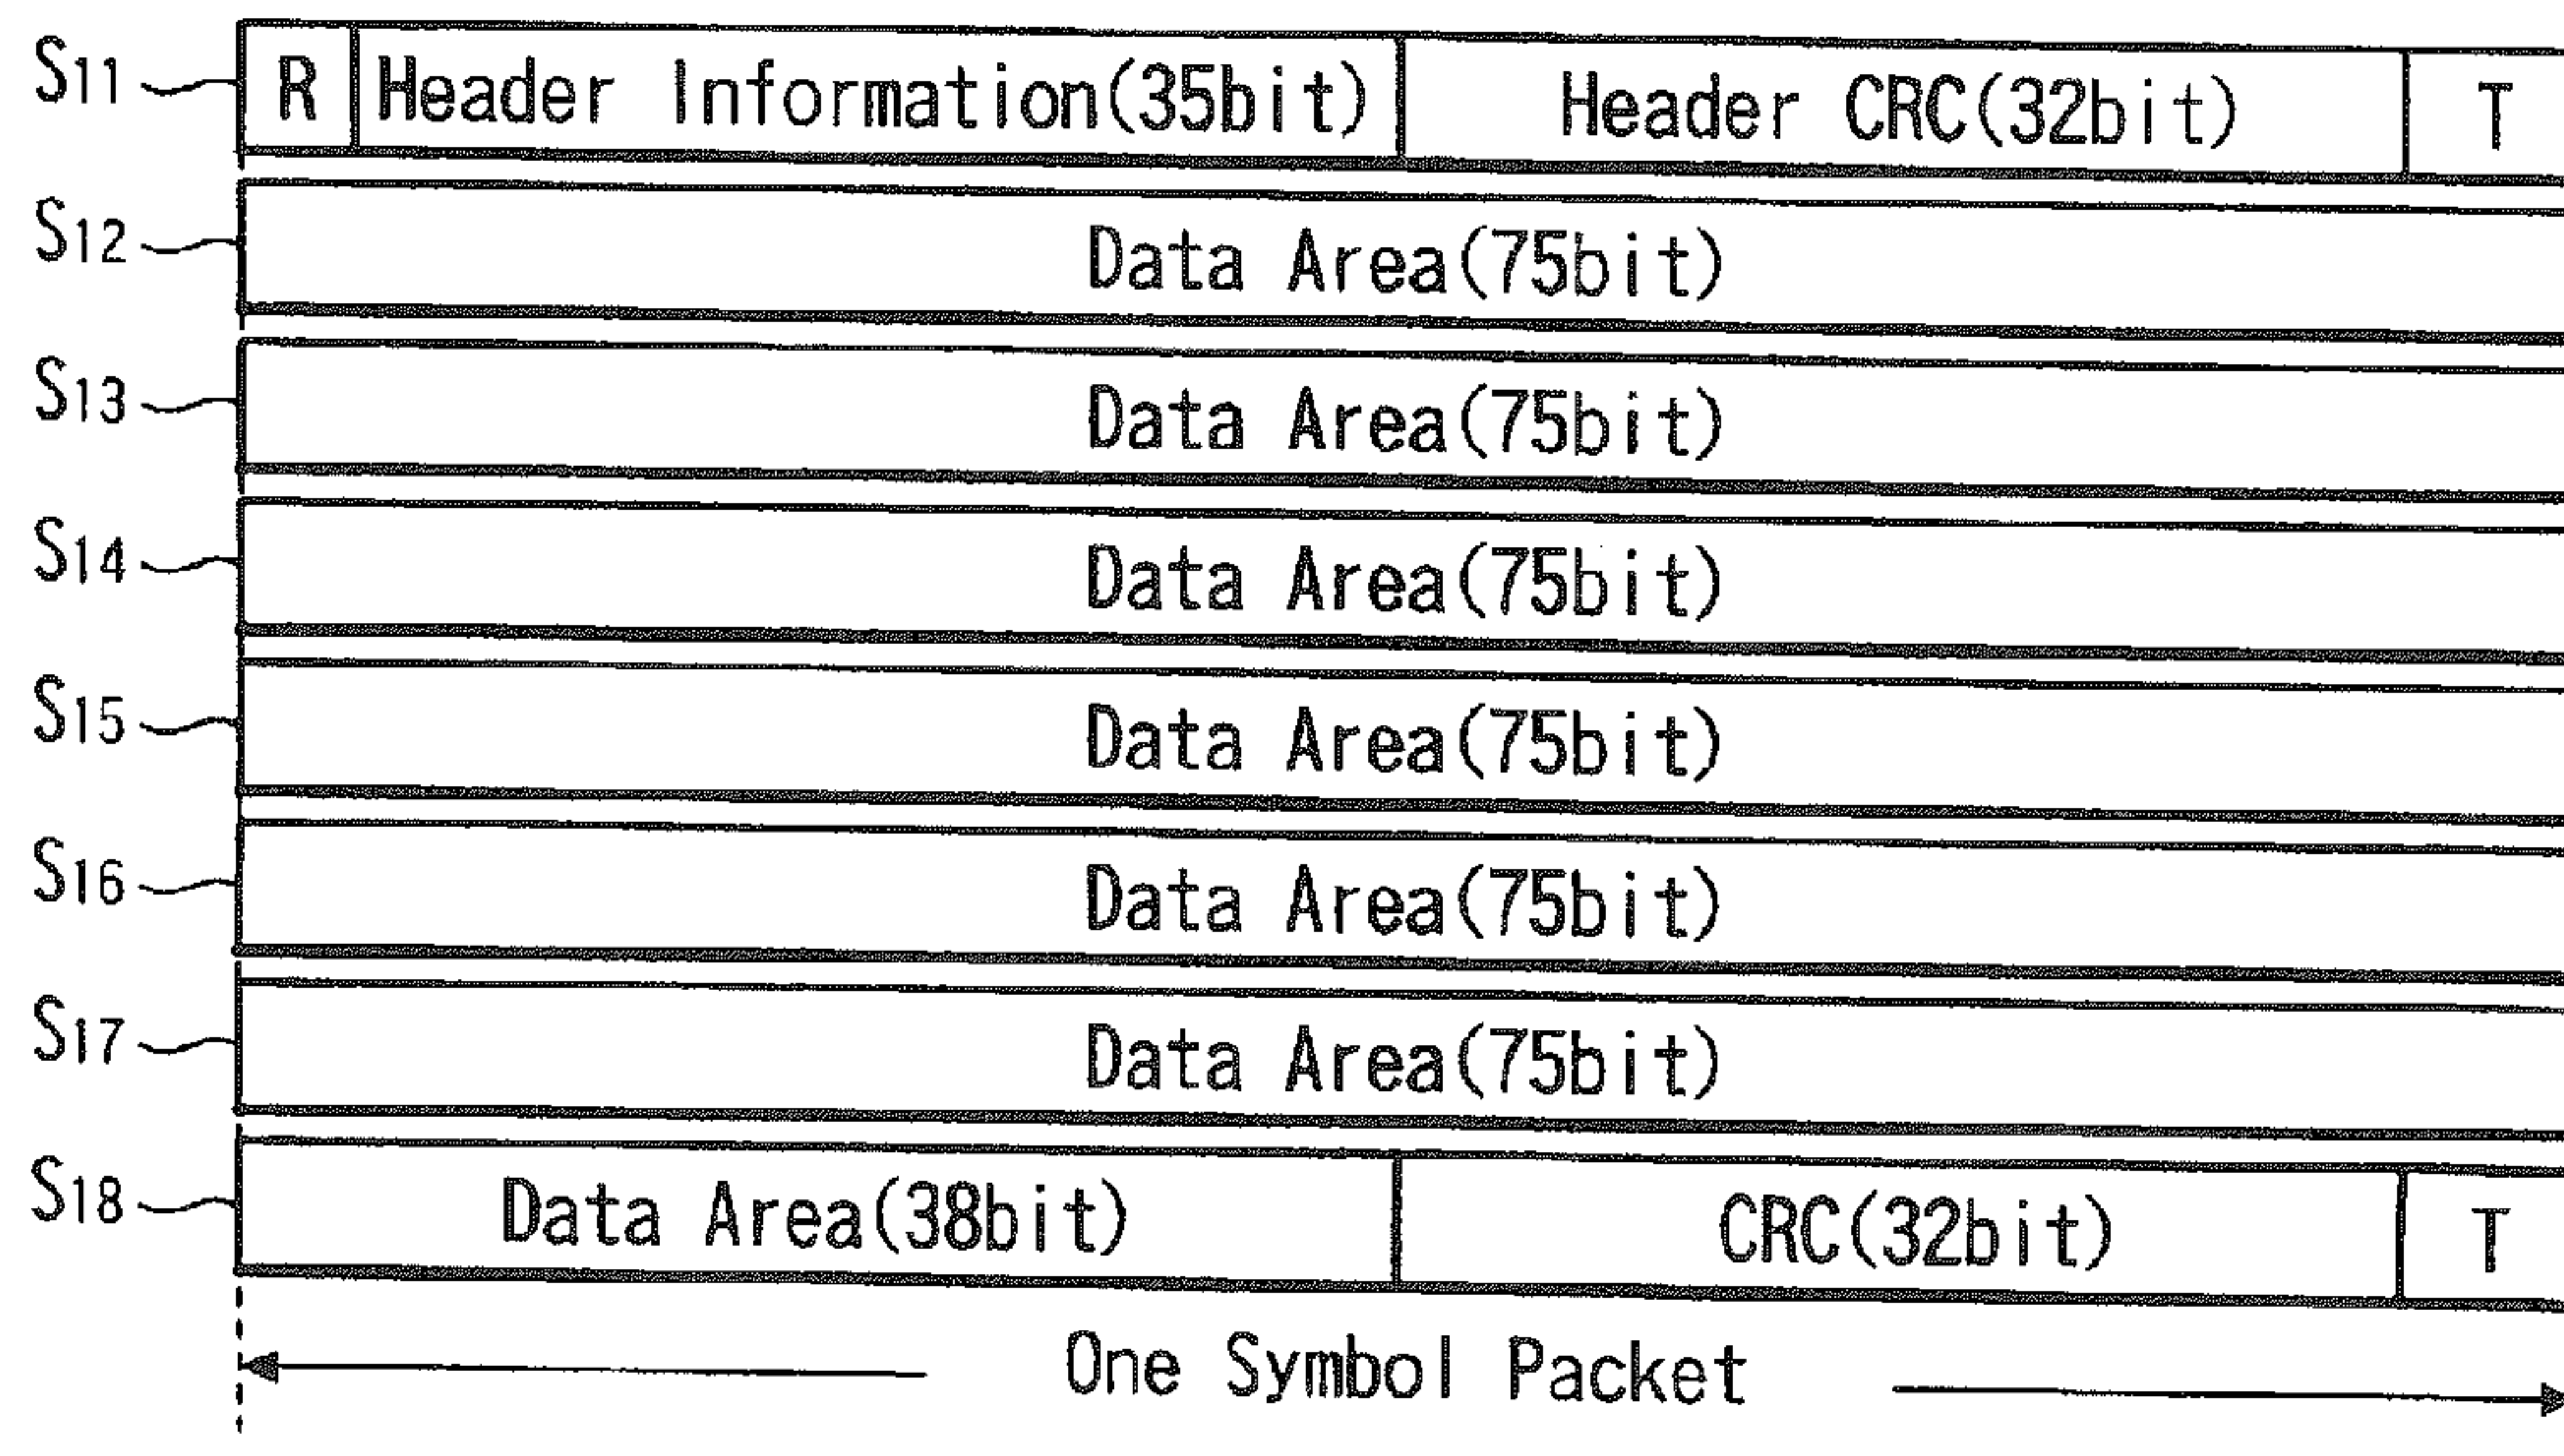 S11 R Header Information(35bit) Header CRC(32bit) T
S12 Data Area(75bit)
S13 Data Area(75bit)
S14 Data Area(75bit)
S15 Data Area(75bit)
S16 Data Area(75bit)
S17 Data Area(75bit)
S18 Data Area(38bit) CRC(32bit) T
One Symbol Packet